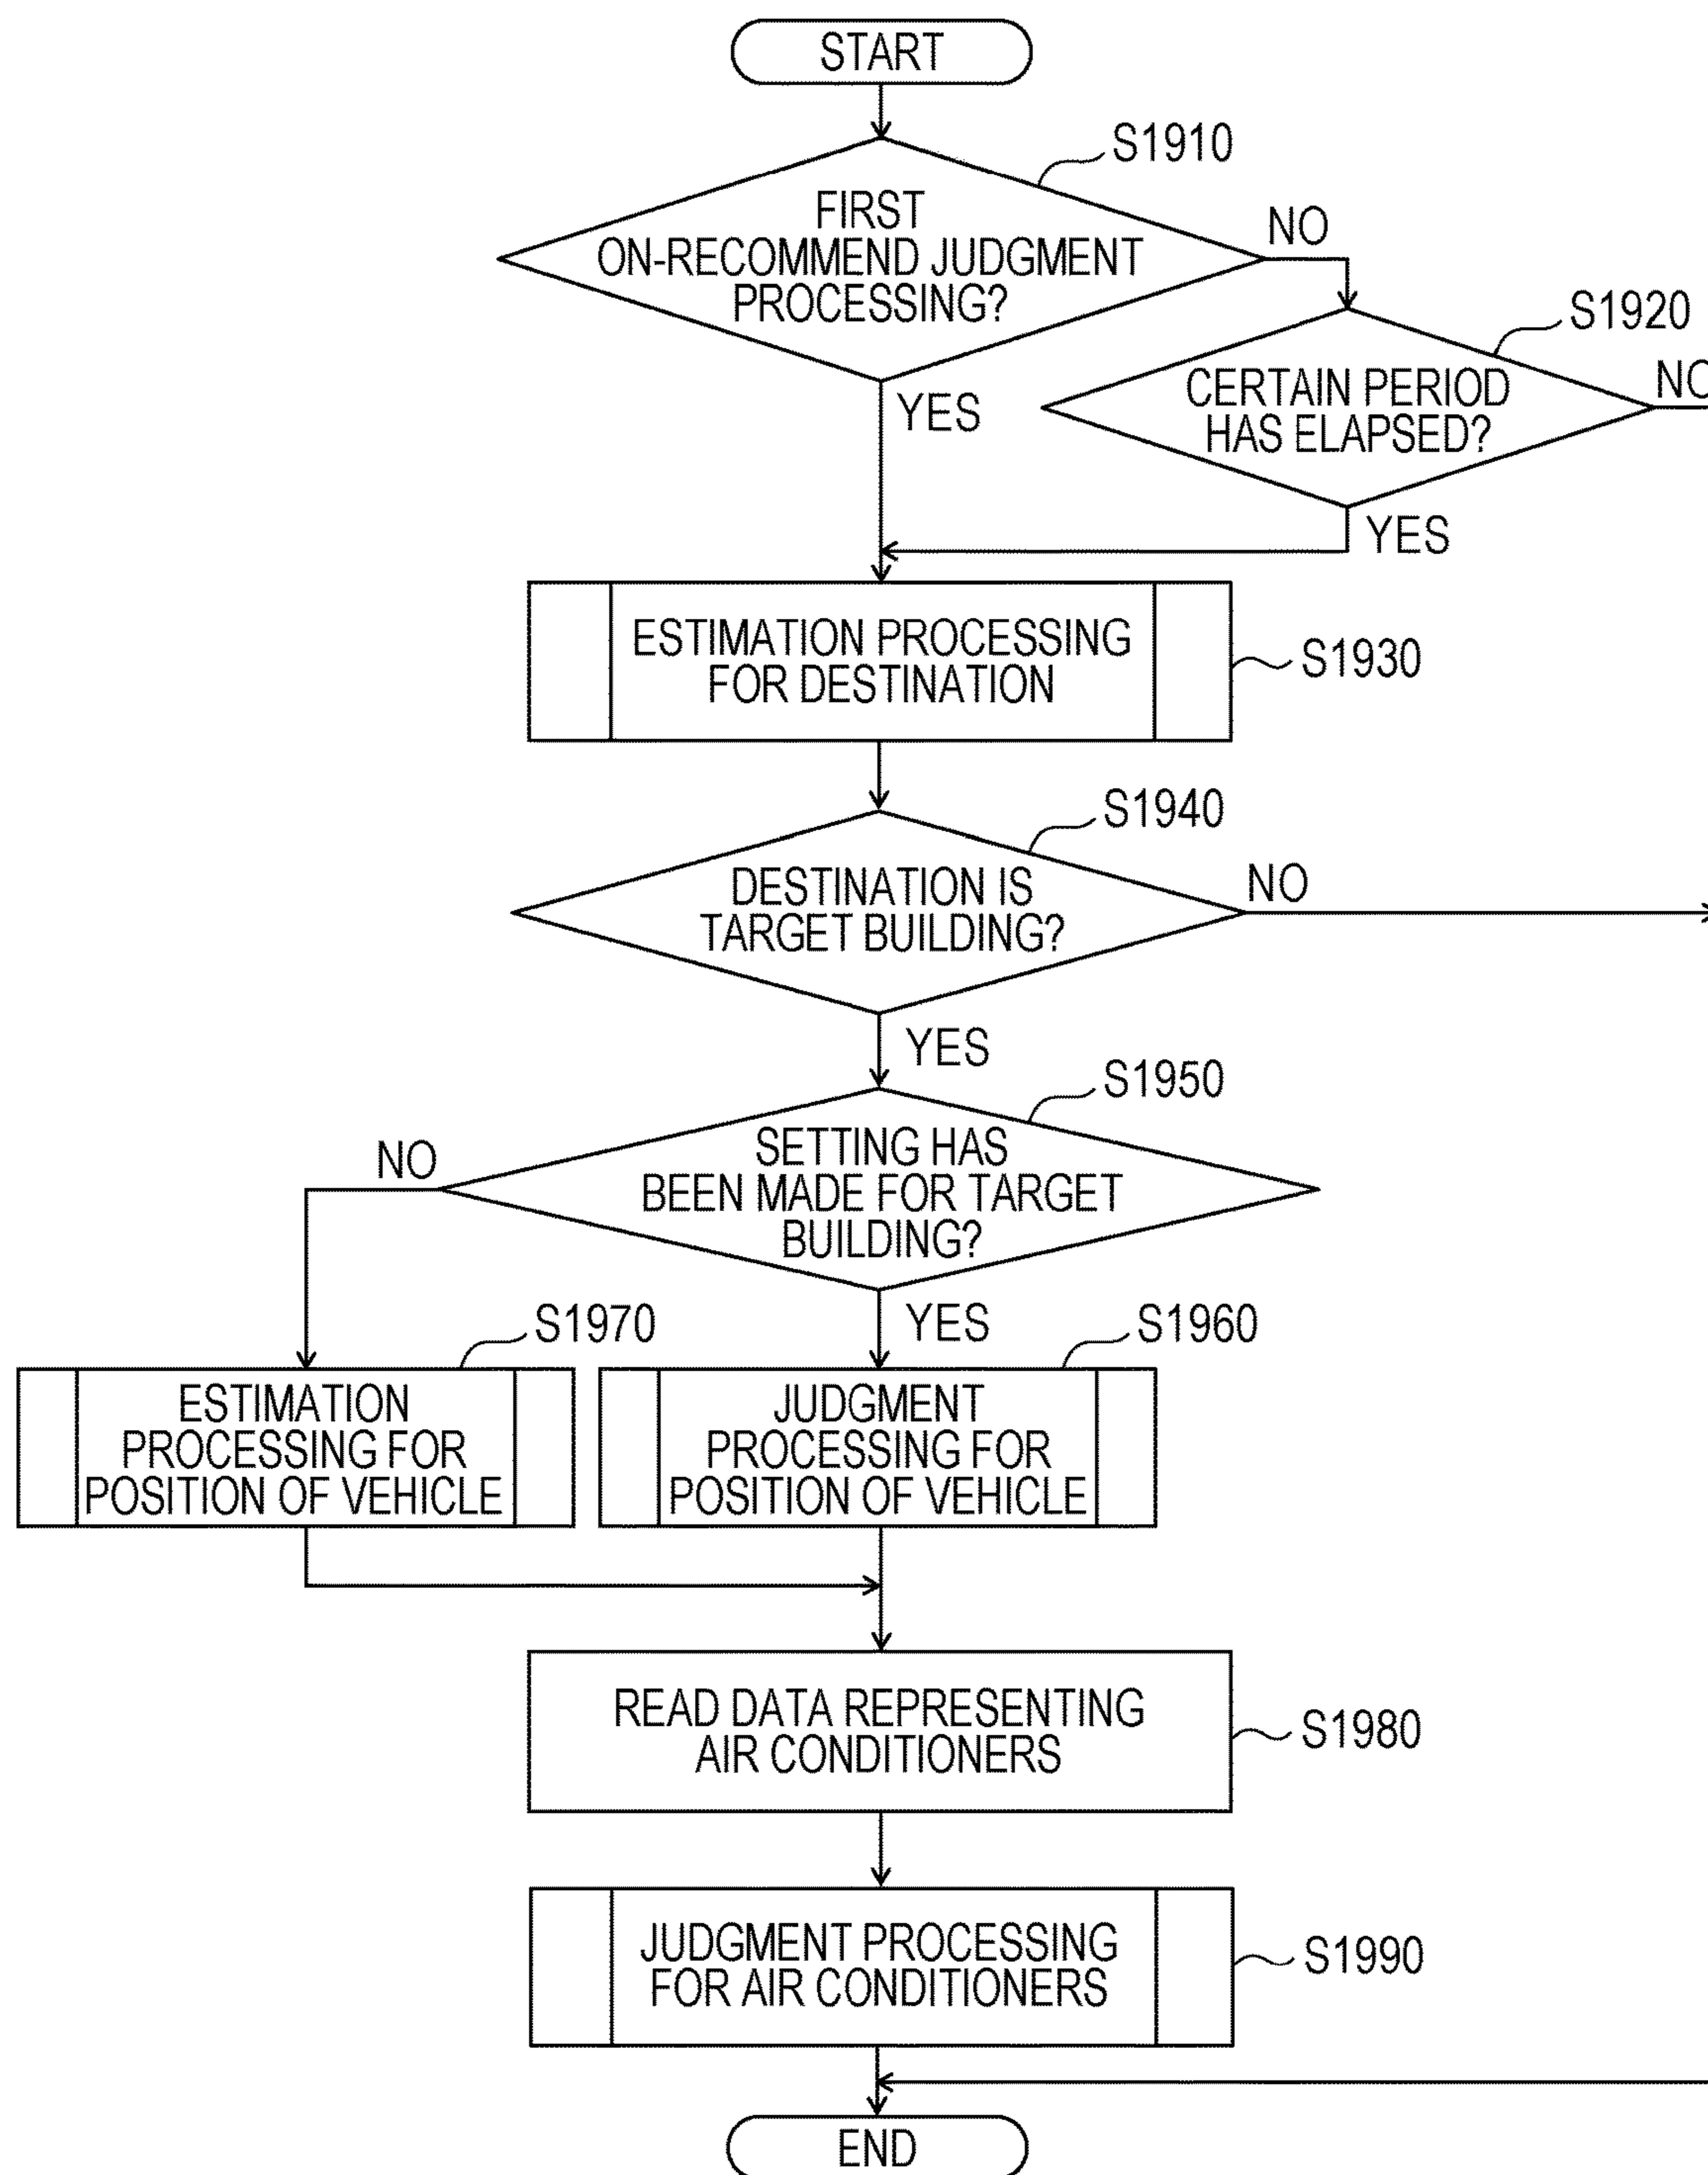 START
S1910
FIRST
ON-RECOMMEND JUDGMENT
PROCESSING?
NO
S1920
CERTAIN PERIOD
HAS ELAPSED?
NO
YES
YES
ESTIMATION PROCESSING
FOR DESTINATION
S1930
S1940
DESTINATION IS
TARGET BUILDING?
NO
YES
S1950
SETTING HAS
BEEN MADE FOR TARGET
BUILDING?
NO
YES
S1970
S1960
ESTIMATION
PROCESSING FOR
POSITION OF VEHICLE
JUDGMENT
PROCESSING FOR
POSITION OF VEHICLE
READ DATA REPRESENTING
AIR CONDITIONERS
S1980
JUDGMENT PROCESSING
FOR AIR CONDITIONERS
S1990
END